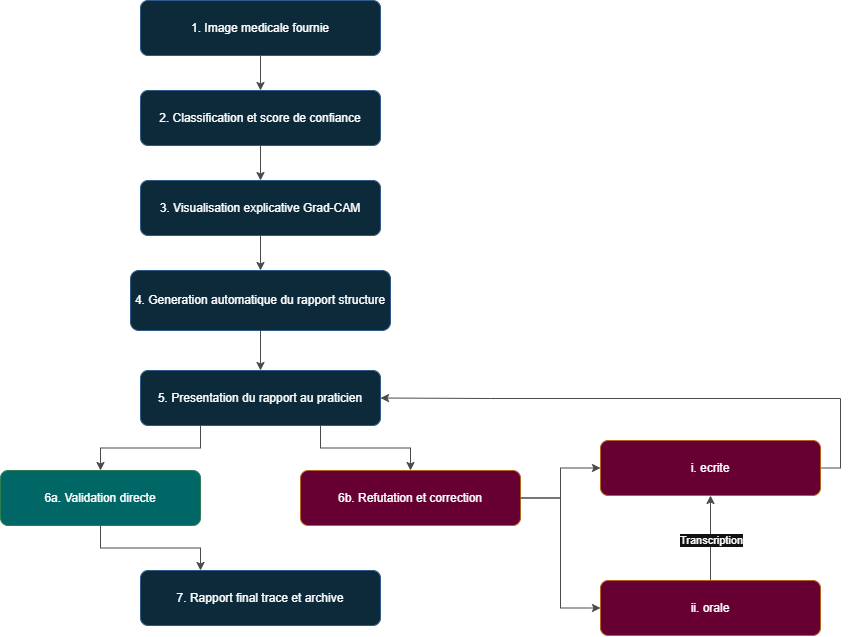 1. Image medicale fournie
2. Classification et score de confiance
3. Visualisation explicative Grad-CAM
4. Generation automatique du rapport structure
5. Presentation du rapport au praticien
6a. Validation directe
6b. Refutation et correction
i. ecrite
Transcription
ii. orale
7. Rapport final trace et archive